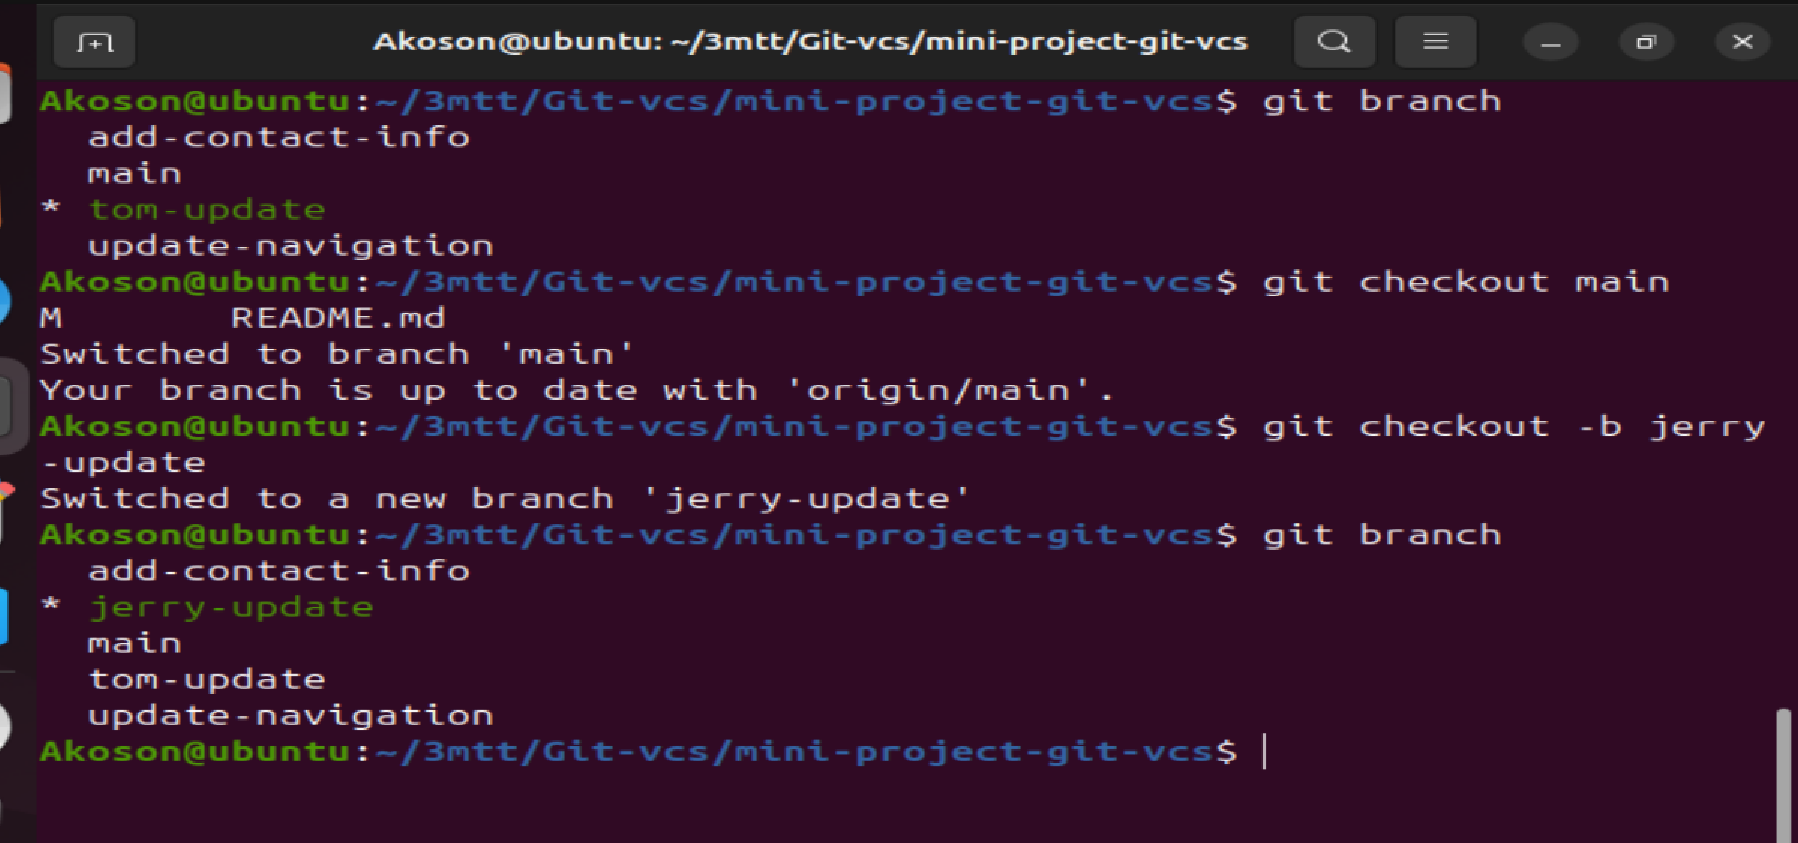 Akoson@ubuntu: ~/3mtt/Git-vcs/mini-project-git-vcs
Akoson@ubuntu:~/3mtt/Git-vcs/mini-project-git-vcs$ git branch
  add-contact-info
  main
* tom-update
  update-navigation
Akoson@ubuntu:~/3mtt/Git-vcs/mini-project-git-vcs$ git checkout main
M       README.md
Switched to branch 'main'
Your branch is up to date with 'origin/main'.
Akoson@ubuntu:~/3mtt/Git-vcs/mini-project-git-vcs$ git checkout -b jerry
-update
Switched to a new branch 'jerry-update'
Akoson@ubuntu:~/3mtt/Git-vcs/mini-project-git-vcs$ git branch
  add-contact-info
* jerry-update
  main
  tom-update
  update-navigation
Akoson@ubuntu:~/3mtt/Git-vcs/mini-project-git-vcs$